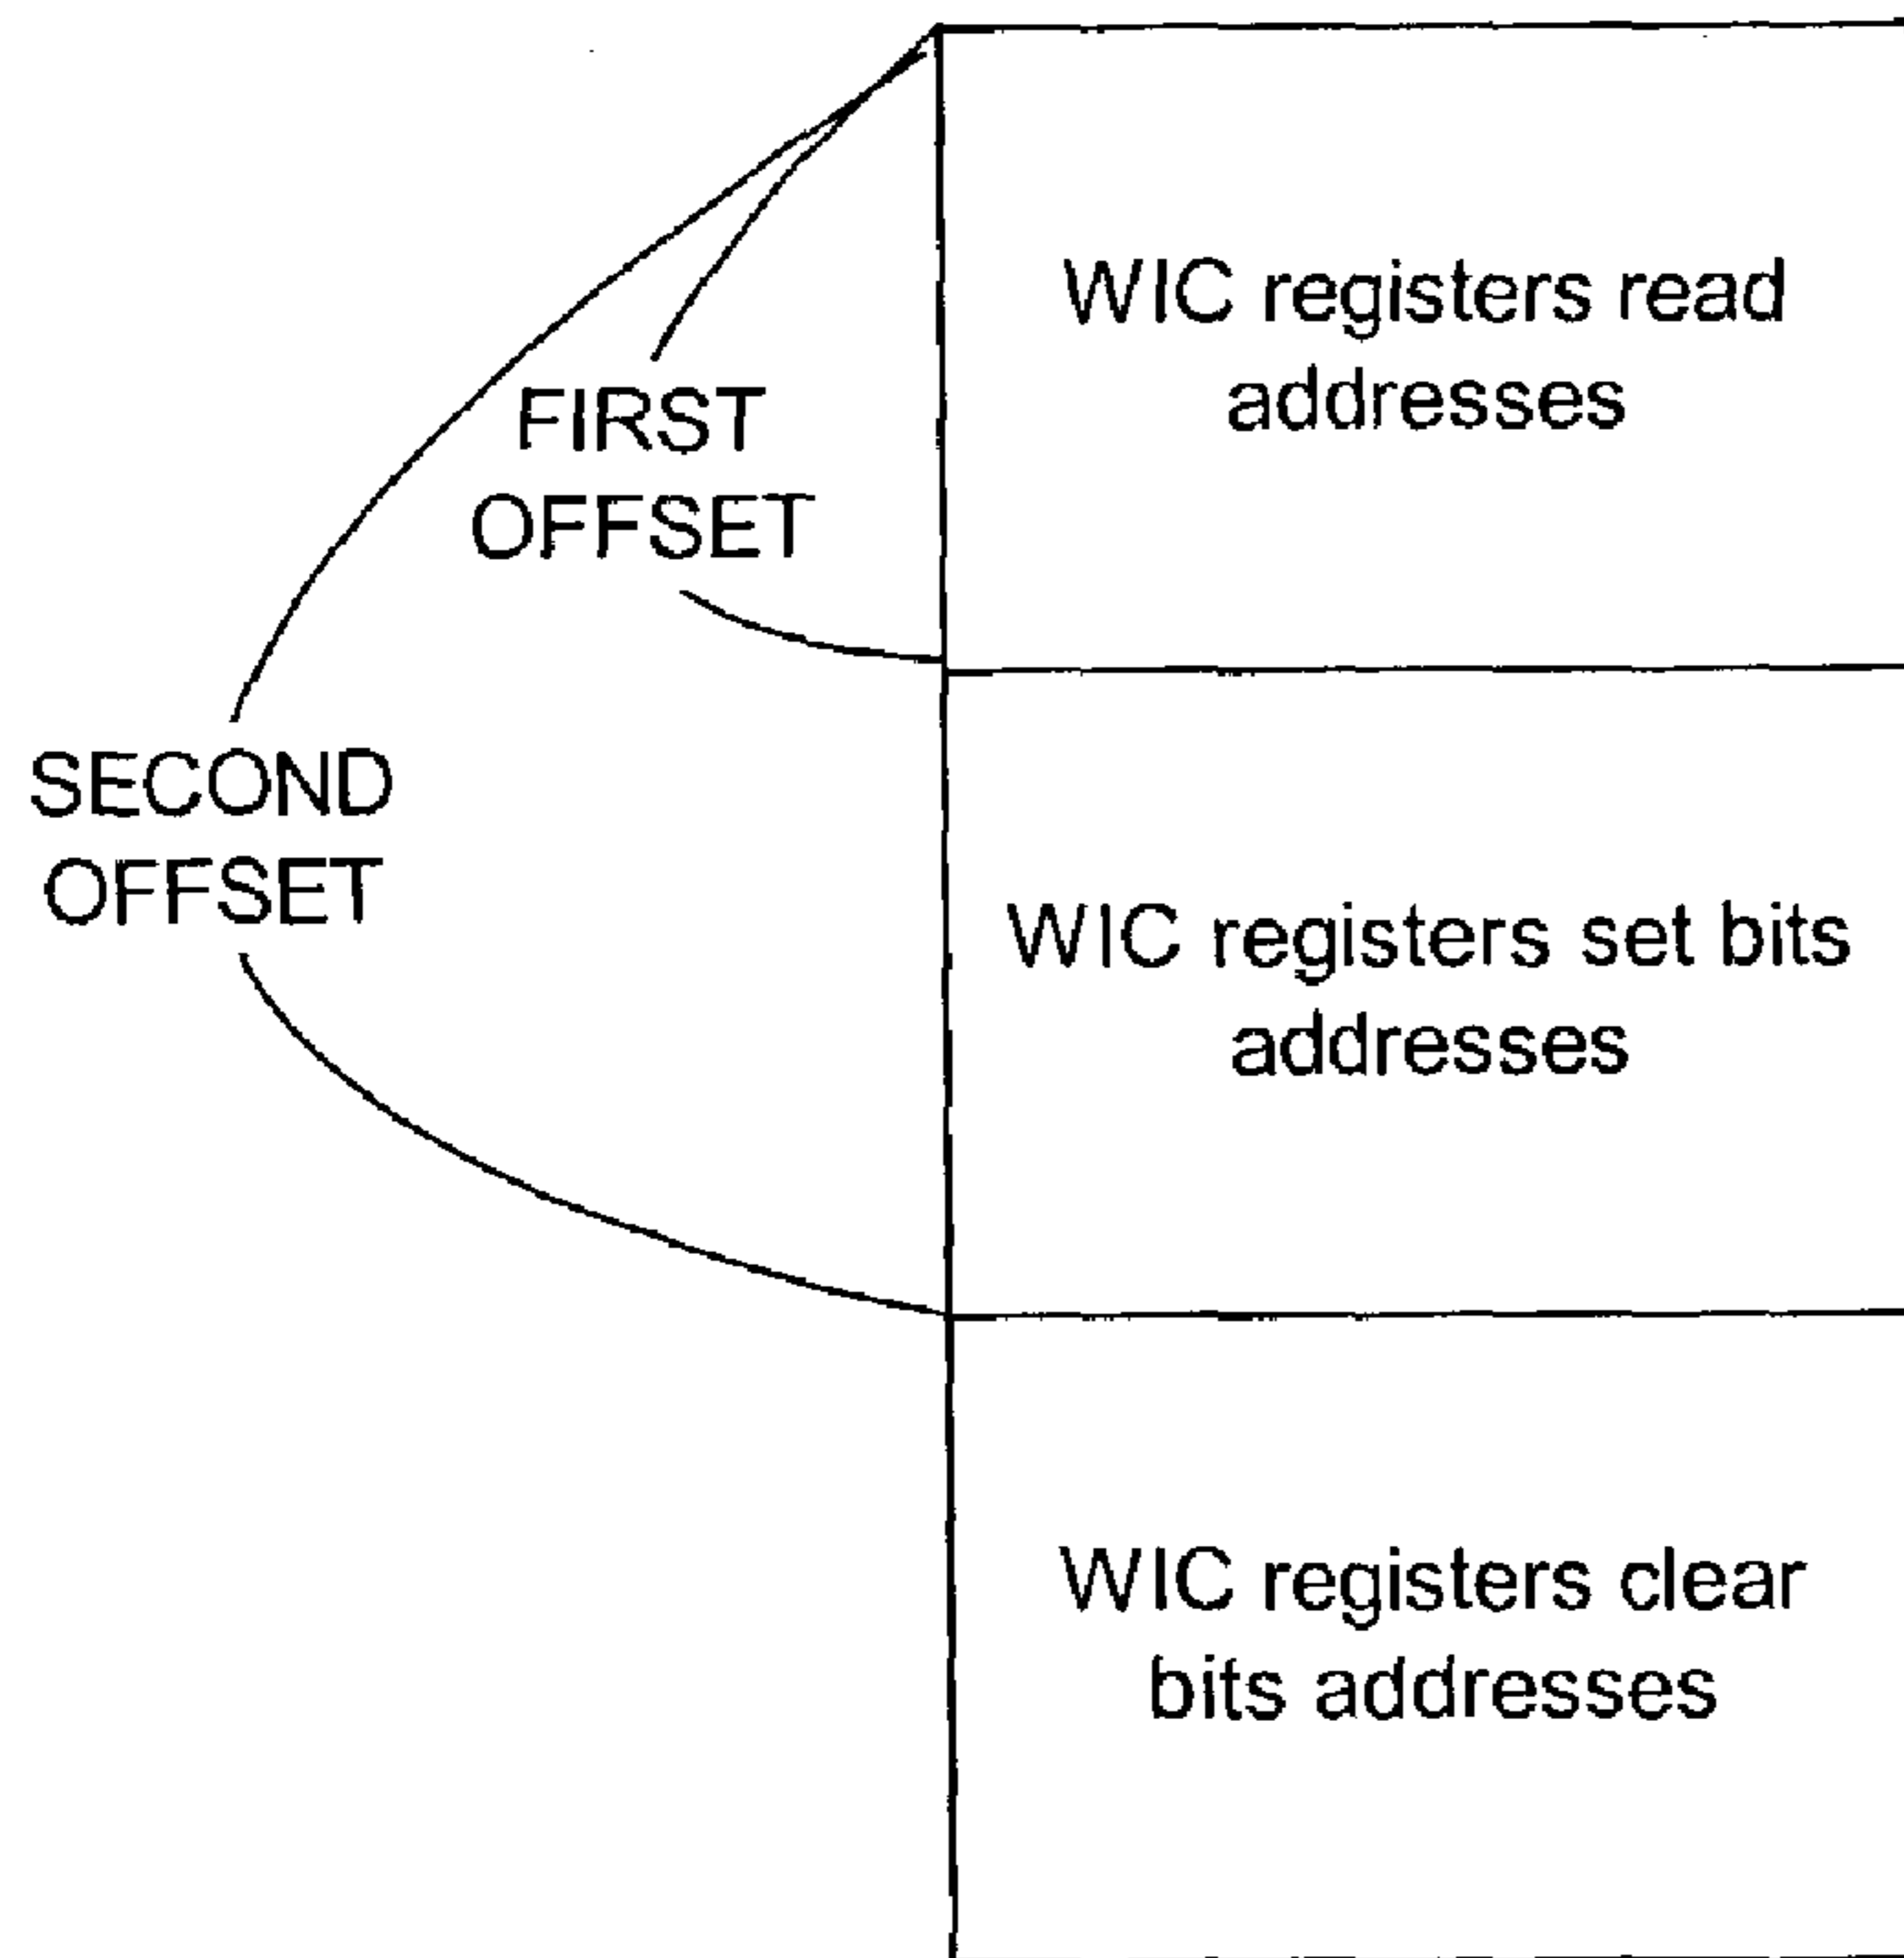 WIC registers read
addresses
FIRST
OFFSET
SECOND
OFFSET
WIC registers set bits
addresses
WIC registers clear
bits addresses